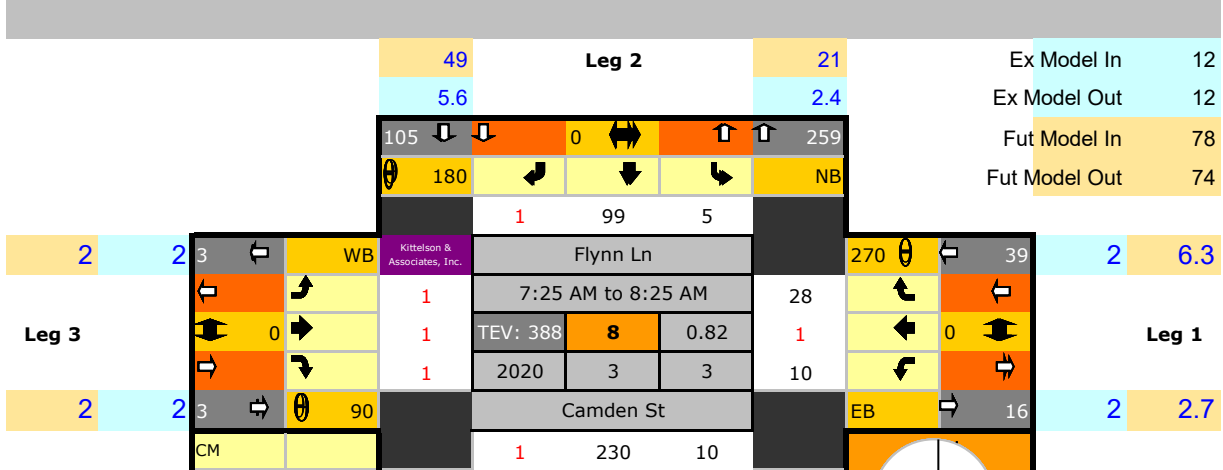 49 Leg 2 21 Ex Model In 12
5.6 2.4 Ex Model Out 12
105 0 259 Fut Model In 78
180 NB Fut Model Out 74
1 99 5
2 2 3 WB Kittelson & Associates, Inc. Flynn Ln 270 39 2 6.3
1 7:25 AM to 8:25 AM 28
Leg 3 0 1 TEV: 388 8 0.82 1 0 Leg 1
1 2020 3 3 10
2 2 3 90 Camden St EB 16 2 2.7
CM 1 230 10